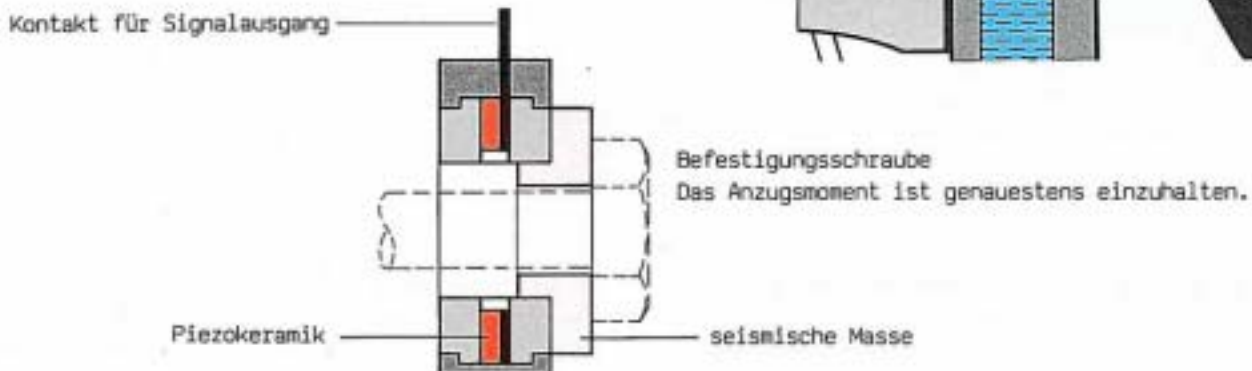 Kontakt für Signalausgang
Befestigungsschraube
Das Anzugsmoment ist genauestens einzuhalten.
Piezokeramik
seismische Masse